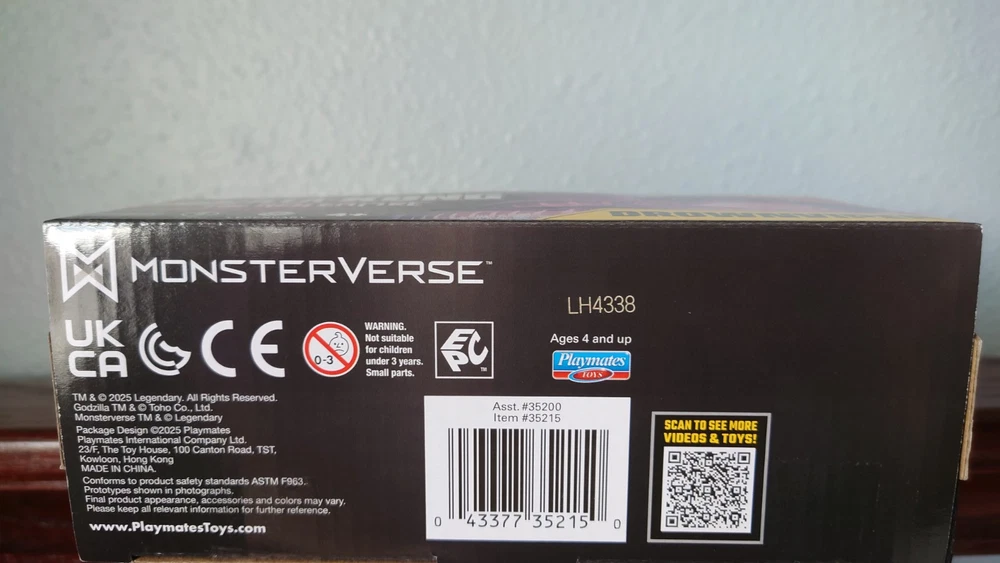 MONSTERVERSE™
LH4338
UK
CA
CE
0-3
WARNING.
Not suitable
for children
under 3 years.
Small parts.
EPC™
Ages 4 and up
Playmates
TOYS
TM & © 2025 Legendary. All Rights Reserved.
Godzilla TM & © Toho Co., Ltd.
Monsterverse TM & © Legendary
Package Design ©2025 Playmates
Playmates International Company Ltd.
23/F, The Toy House, 100 Canton Road, TST,
Kowloon, Hong Kong
MADE IN CHINA.
Conforms to product safety standards ASTM F963.
Prototypes shown in photographs.
Final product appearance, accessories and colors may vary.
Please keep all relevant information for further reference.
www.PlaymatesToys.com
Asst. #35200
Item #35215
0 43377 35215 0
SCAN TO SEE MORE
VIDEOS & TOYS!